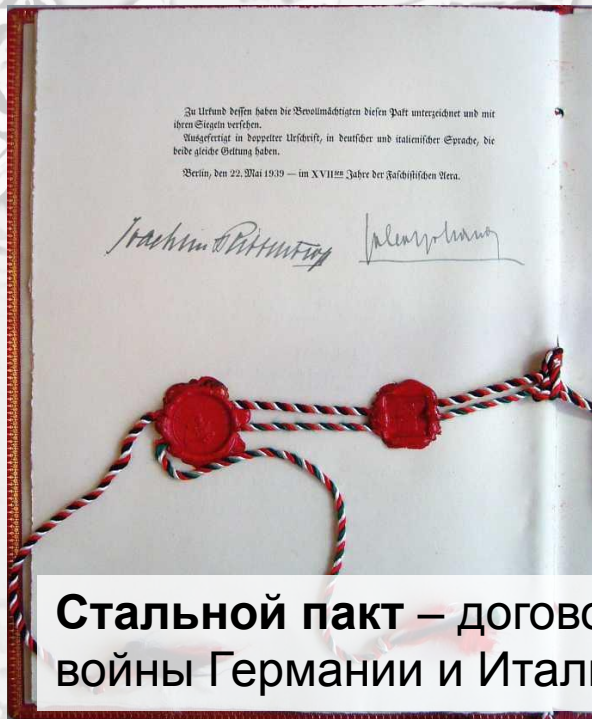 Zu Urkund dessen haben die Bevollmächtigten diesen Pakt unterzeichnet und mit
ihren Siegeln versehen.
Ausgefertigt in doppelter Urschrift, in deutscher und italienischer Sprache, die
beide gleiche Geltung haben.
Berlin, den 22. Mai 1939 — im XVIIten Jahre der Faschistischen Aera.
Joachim
Стальной пакт – догово
войны Германии и Итал